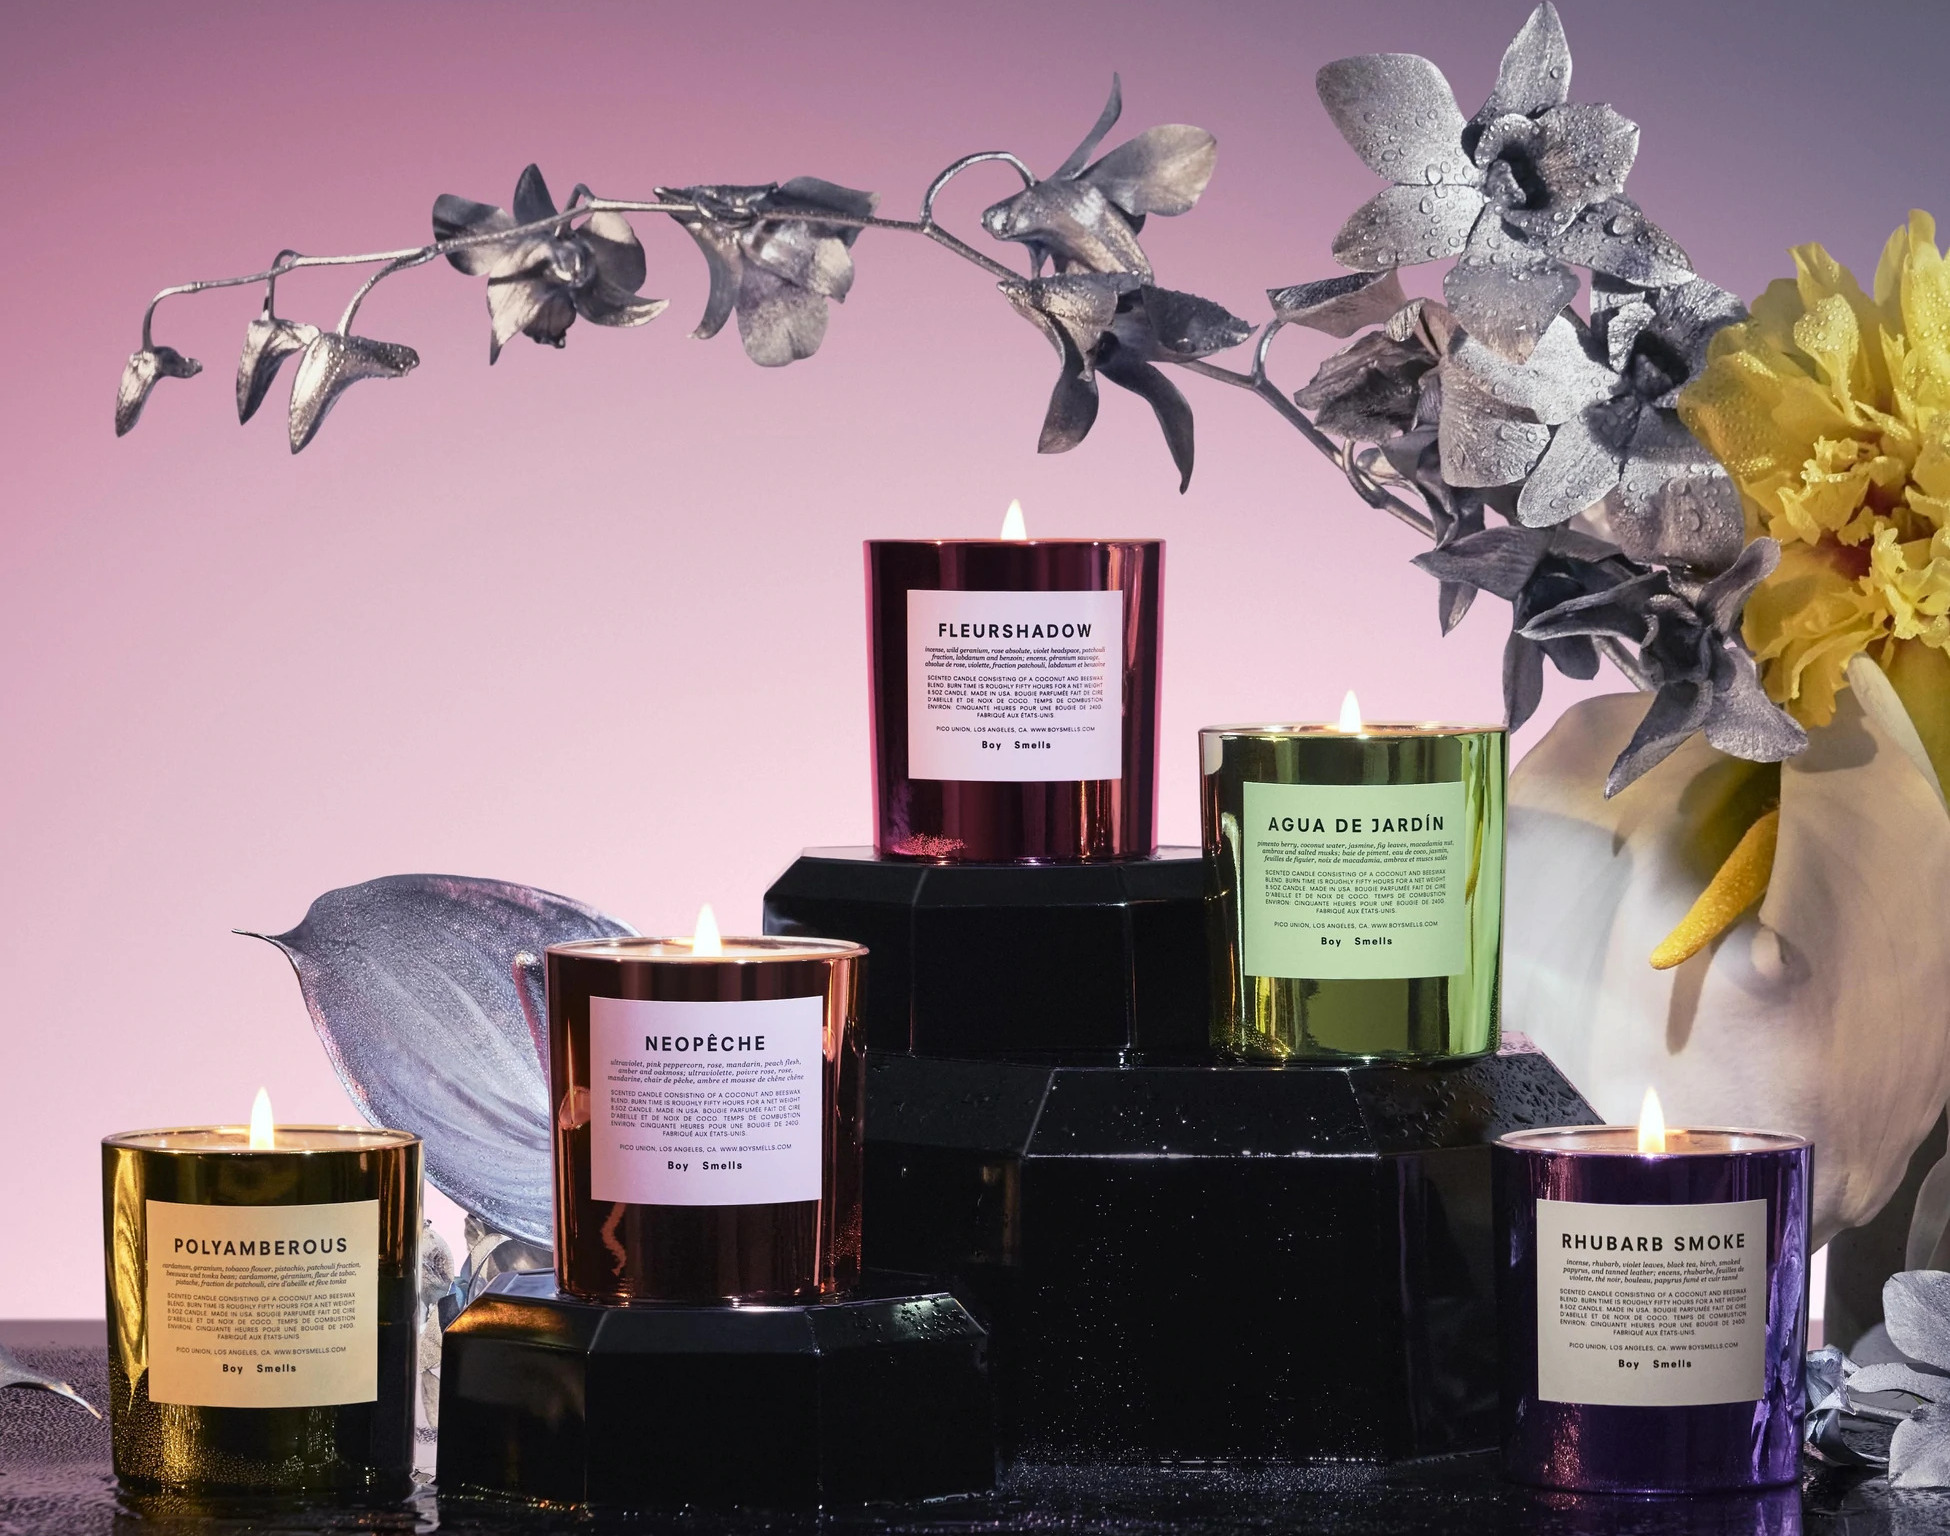 FLEURSHADOW
incense, wild geranium, rose absolute, violet headspace, patchouli
fraction, labdanum and benzoin; encens, géranium sauvage,
absolue de rose, violette, fraction patchouli, labdanum et benzoine
SCENTED CANDLE CONSISTING OF A COCONUT AND BEESWAX
BLEND. BURN TIME IS ROUGHLY FIFTY HOURS FOR A NET WEIGHT
8.5OZ CANDLE. MADE IN USA. BOUGIE PARFUMÉE FAIT DE CIRE
D'ABEILLE ET DE NOIX DE COCO. TEMPS DE COMBUSTION
ENVIRON: CINQUANTE HEURES POUR UNE BOUGIE DE 240G.
FABRIQUÉ AUX ÉTATS-UNIS.
PICO UNION, LOS ANGELES, CA. WWW.BOYSMELLS.COM
Boy Smells
AGUA DE JARDÍN
pimento berry, coconut water, jasmine, fig leaves, macadamia nut,
ambrox and salted musks; baie de piment, eau de coco, jasmin,
feuilles de figuier, noix de macadamia, ambrox et muscs salés
SCENTED CANDLE CONSISTING OF A COCONUT AND BEESWAX
BLEND. BURN TIME IS ROUGHLY FIFTY HOURS FOR A NET WEIGHT
8.5OZ CANDLE. MADE IN USA. BOUGIE PARFUMÉE FAIT DE CIRE
D'ABEILLE ET DE NOIX DE COCO. TEMPS DE COMBUSTION
ENVIRON: CINQUANTE HEURES POUR UNE BOUGIE DE 240G.
FABRIQUÉ AUX ÉTATS-UNIS.
PICO UNION, LOS ANGELES, CA. WWW.BOYSMELLS.COM
Boy Smells
NEOPÊCHE
ultraviolet, pink peppercorn, rose, mandarin, peach flesh,
amber and oakmoss; ultraviolette, poivre rose, rose,
mandarine, chair de pêche, ambre et mousse de chêne chêne
SCENTED CANDLE CONSISTING OF A COCONUT AND BEESWAX
BLEND. BURN TIME IS ROUGHLY FIFTY HOURS FOR A NET WEIGHT
8.5OZ CANDLE. MADE IN USA. BOUGIE PARFUMÉE FAIT DE CIRE
D'ABEILLE ET DE NOIX DE COCO. TEMPS DE COMBUSTION
ENVIRON: CINQUANTE HEURES POUR UNE BOUGIE DE 240G.
FABRIQUÉ AUX ÉTATS-UNIS.
PICO UNION, LOS ANGELES, CA. WWW.BOYSMELLS.COM
Boy Smells
POLYAMBEROUS
cardamom, geranium, tobacco flower, pistachio, patchouli fraction,
beeswax and tonka bean; cardamome, géranium, fleur de tabac,
pistache, fraction de patchouli, cire d'abeille et fève tonka
SCENTED CANDLE CONSISTING OF A COCONUT AND BEESWAX
BLEND. BURN TIME IS ROUGHLY FIFTY HOURS FOR A NET WEIGHT
8.5OZ CANDLE. MADE IN USA. BOUGIE PARFUMÉE FAIT DE CIRE
D'ABEILLE ET DE NOIX DE COCO. TEMPS DE COMBUSTION
ENVIRON: CINQUANTE HEURES POUR UNE BOUGIE DE 240G.
FABRIQUÉ AUX ÉTATS-UNIS.
PICO UNION, LOS ANGELES, CA. WWW.BOYSMELLS.COM
Boy Smells
RHUBARB SMOKE
incense, rhubarb, violet leaves, black tea, birch, smoked
papyrus, and tanned leather; encens, rhubarbe, feuilles de
violette, thé noir, bouleau, papyrus fumé et cuir tanné
SCENTED CANDLE CONSISTING OF A COCONUT AND BEESWAX
BLEND. BURN TIME IS ROUGHLY FIFTY HOURS FOR A NET WEIGHT
8.5OZ CANDLE. MADE IN USA. BOUGIE PARFUMÉE FAIT DE CIRE
D'ABEILLE ET DE NOIX DE COCO. TEMPS DE COMBUSTION
ENVIRON: CINQUANTE HEURES POUR UNE BOUGIE DE 240G.
FABRIQUÉ AUX ÉTATS-UNIS.
PICO UNION, LOS ANGELES, CA. WWW.BOYSMELLS.COM
Boy Smells